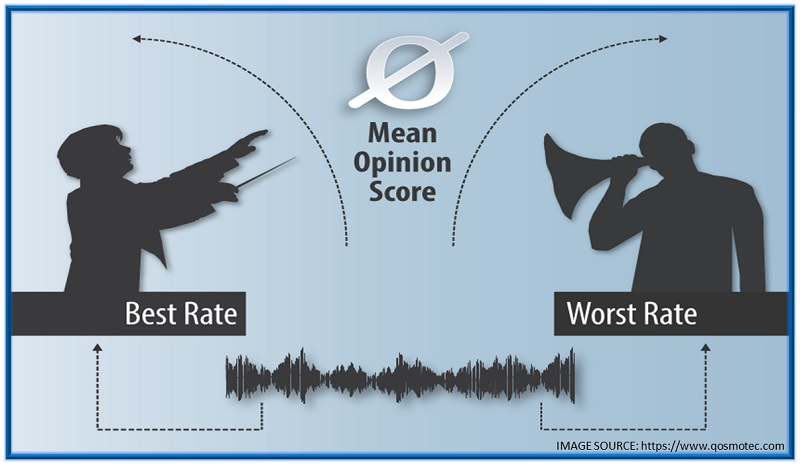 Ø
Mean
Opinion
Score
Best Rate
Worst Rate
IMAGE SOURCE: https://www.qosmotec.com